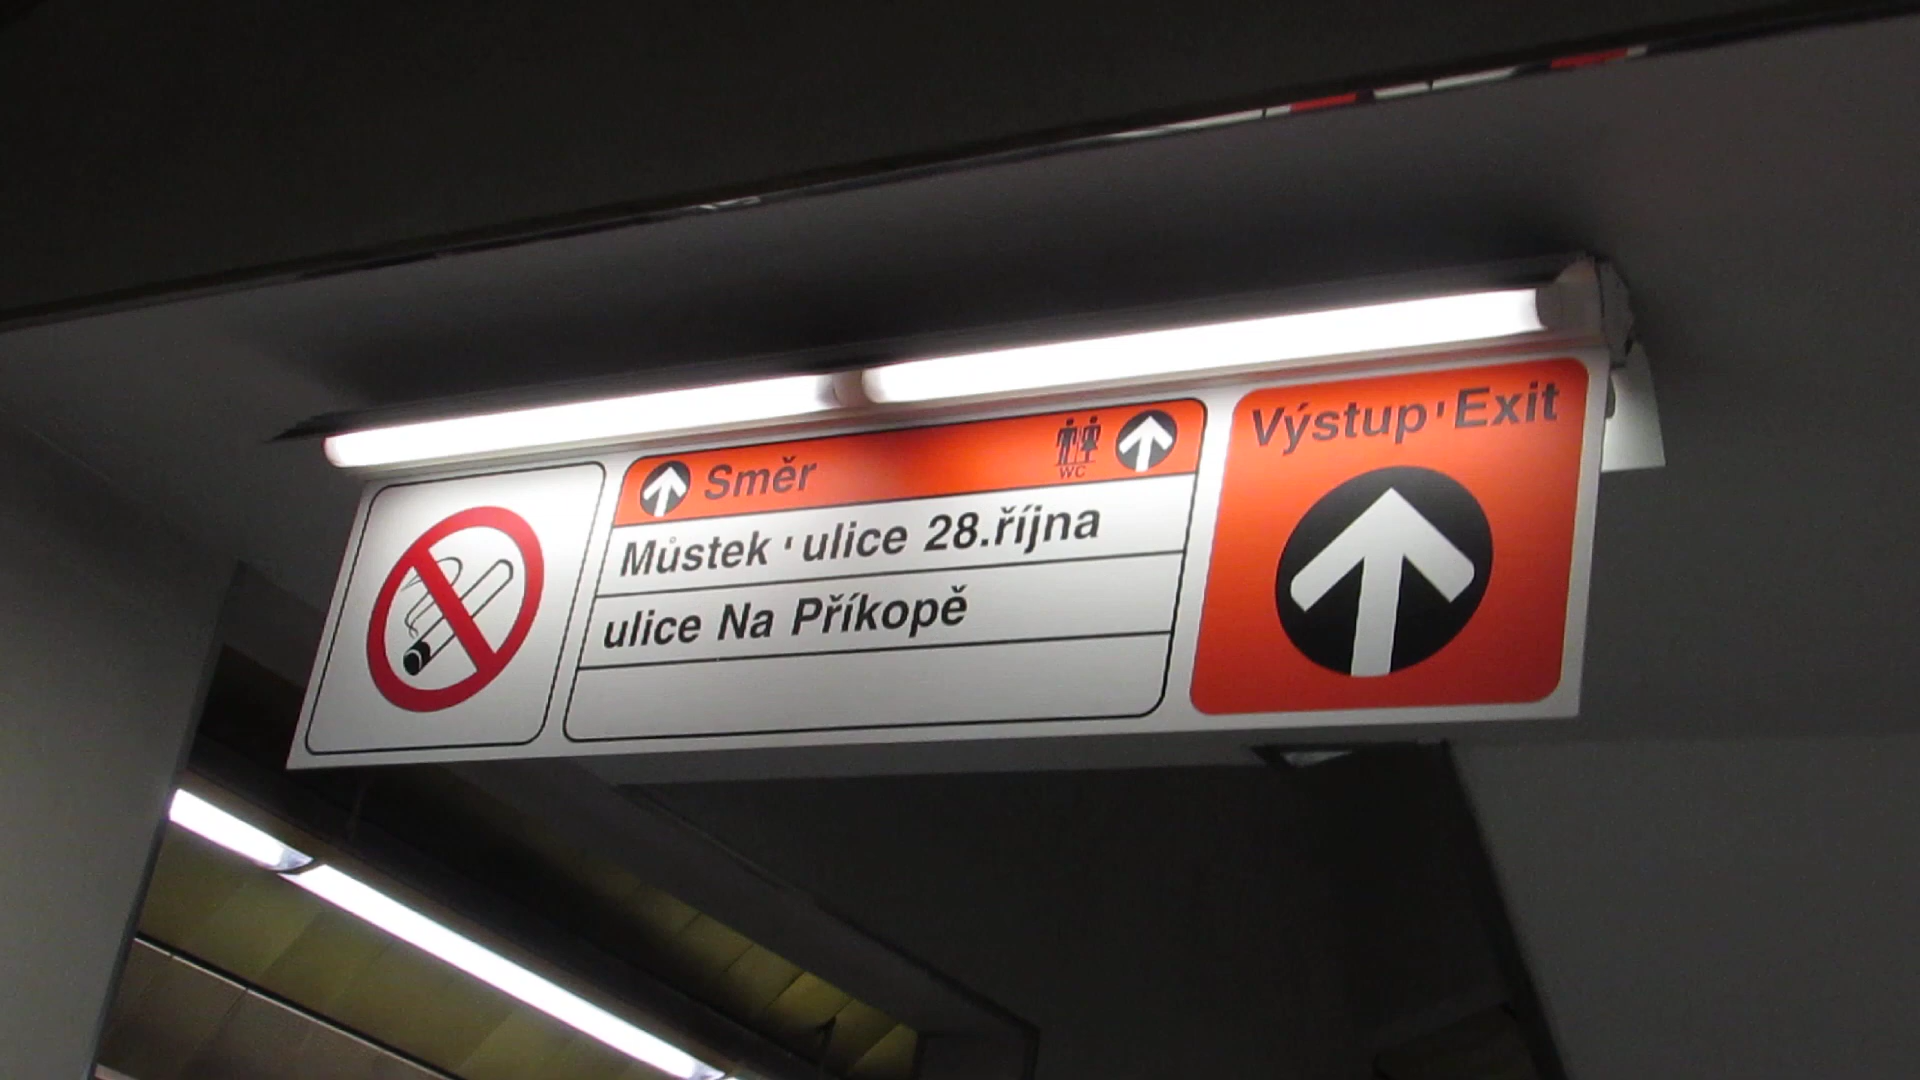 Směr
WC
Výstup ' Exit
Můstek ' ulice 28.října
ulice Na Příkopě